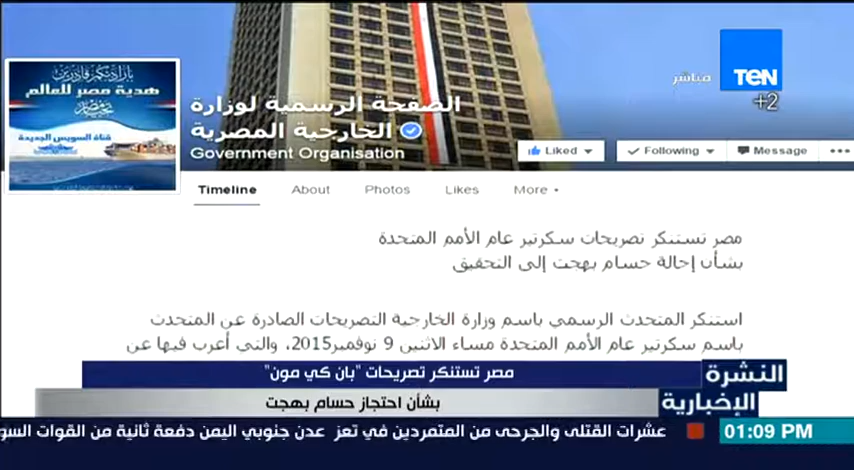 مباشر
TEN
+2
بإرادتكم قادرين
هدية مصر للعالم
تحيا مصر
قناة السويس الجديدة
الصفحة الرسمية لوزارة
الخارجية المصرية
Government Organisation
Liked
Following
Message
Timeline About Photos Likes More
مصر تستنكر تصريحات سكرتير عام الأمم المتحدة
بشأن إحالة حسام بهجت إلى التحقيق
استنكر المتحدث الرسمي باسم وزارة الخارجية التصريحات الصادرة عن المتحدث
باسم سكرتير عام الأمم المتحدة مساء الاثنين 9 نوفمبر2015، والتي أعرب فيها عن
مصر تستنكر تصريحات "بان كي مون"
بشأن احتجاز حسام بهجت
النشرة
الإخبارية
عشرات القتلى والجرحى من المتمردين في تعز عدن جنوبي اليمن دفعة ثانية من القوات السو
01:09 PM